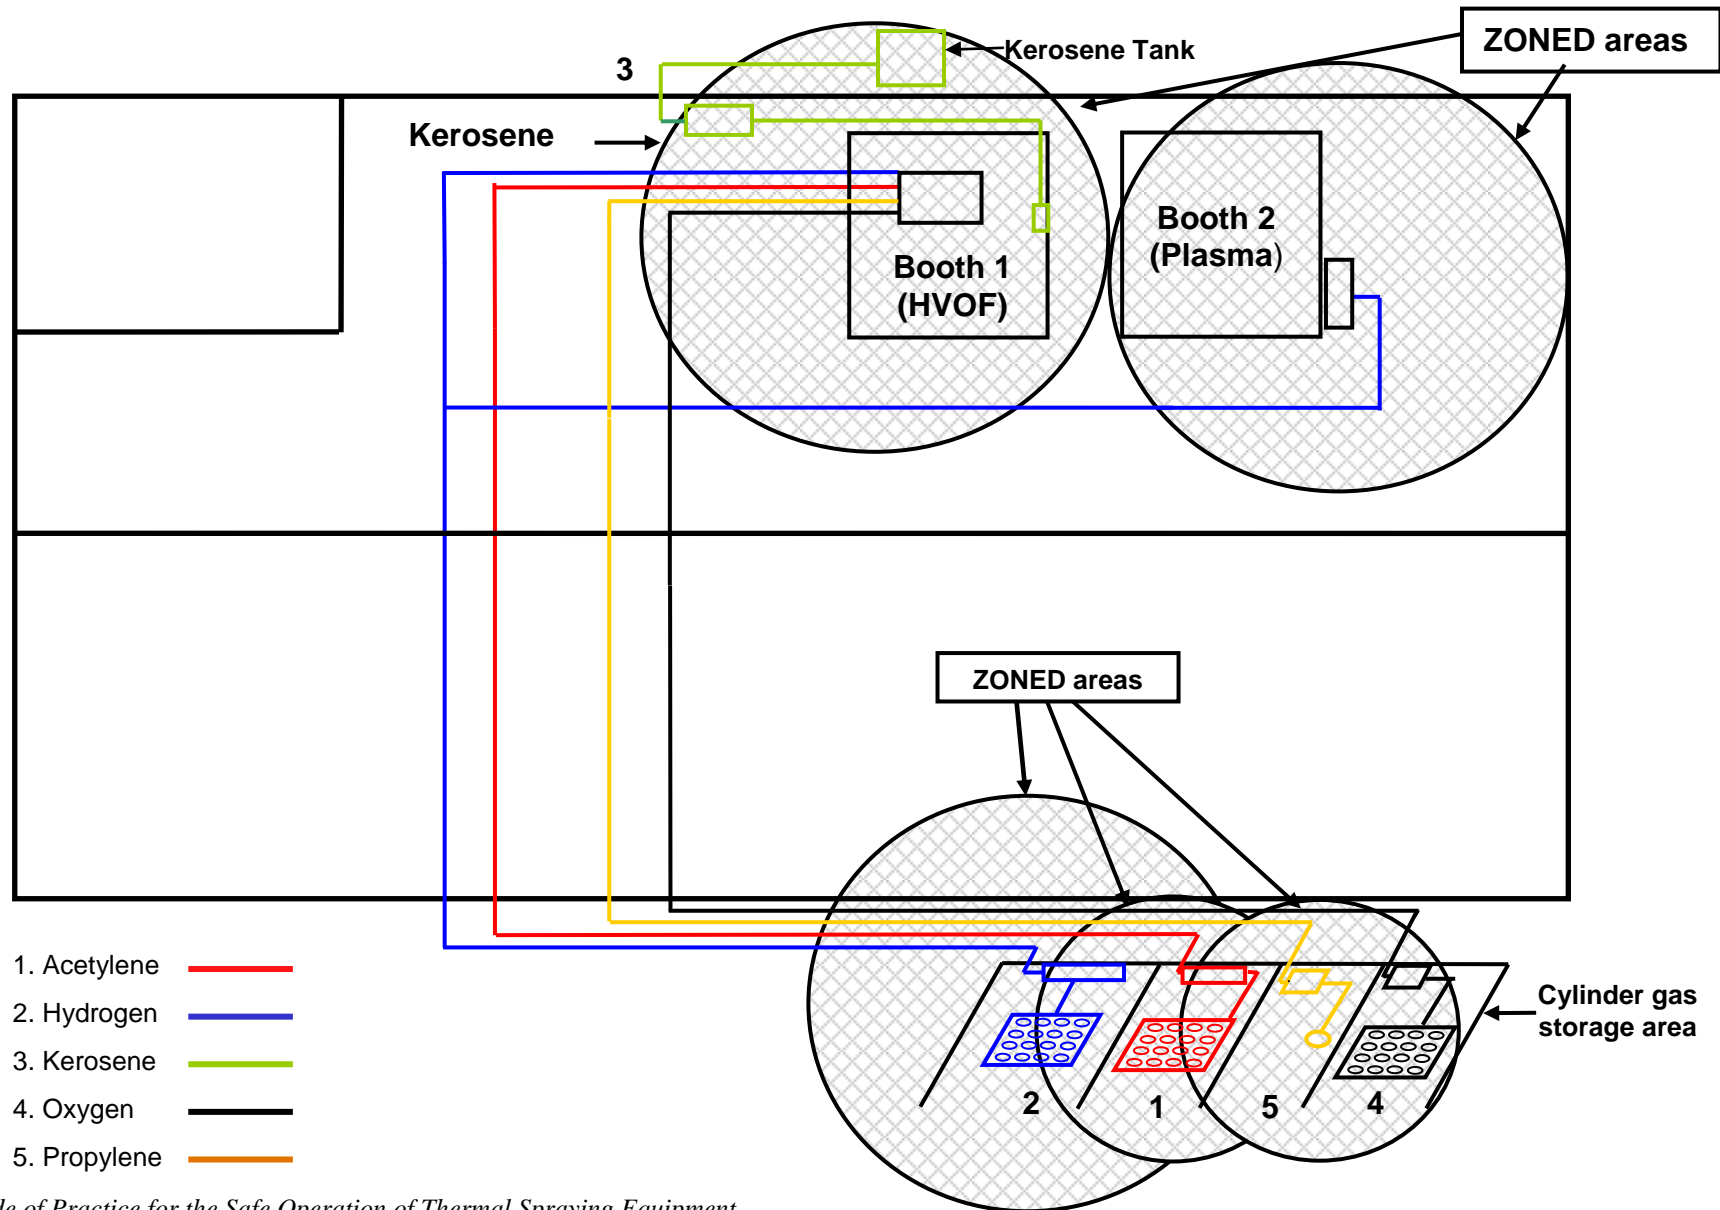 Kerosene Tank
ZONED areas
3
Kerosene
Booth 2
(Plasma)
Booth 1
(HVOF)
ZONED areas
1. Acetylene
2. Hydrogen
3. Kerosene
4. Oxygen
5. Propylene
Cylinder gas
storage area
2
1
5
4
of Practice for the Safe Operation of Thermal Spraying Equipment